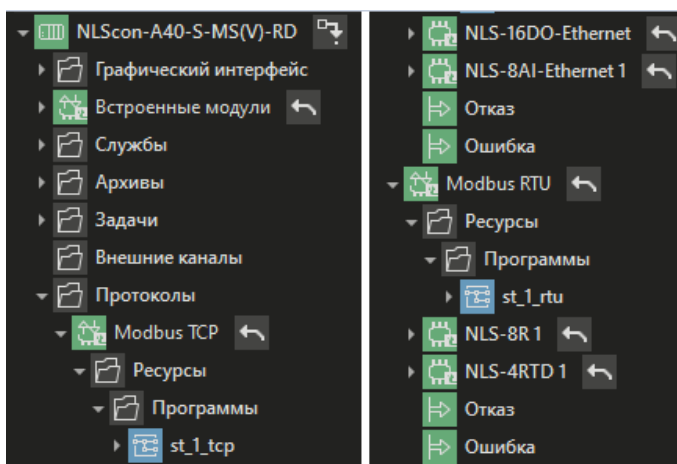 NLScon-A40-S-MS(V)-RD
Графический интерфейс
Встроенные модули
Службы
Архивы
Задачи
Внешние каналы
Протоколы
Modbus TCP
Ресурсы
Программы
st_1_tcp
NLS-16DO-Ethernet
NLS-8AI-Ethernet 1
Отказ
Ошибка
Modbus RTU
Ресурсы
Программы
st_1_rtu
NLS-8R 1
NLS-4RTD 1
Отказ
Ошибка